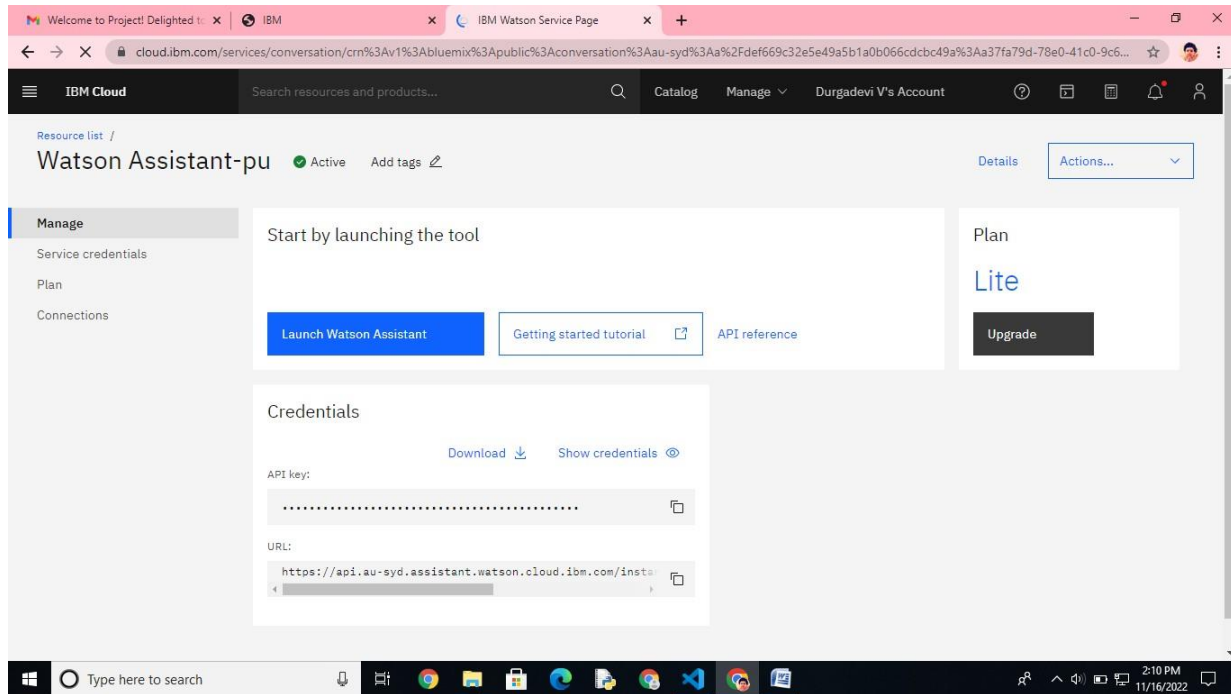 Welcome to Project! Delighted to
IBM
IBM Watson Service Page
cloud.ibm.com/services/conversation/crn%3Av1%3Abluemix%3Apublic%3Aconversation%3Aau-syd%3Aa%2Fdef669c32e5e49a5b1a0b066cdcbc49a%3Aa37fa79d-78e0-41c0-9c6...
IBM Cloud
Search resources and products...
Catalog
Manage
Durgadevi V's Account
Resource list /
Watson Assistant-pu
Active
Add tags
Details
Actions...
Manage
Service credentials
Plan
Connections
Start by launching the tool
Launch Watson Assistant
Getting started tutorial
API reference
Plan
Lite
Upgrade
Credentials
Download
Show credentials
API key:
URL:
https://api.au-syd.assistant.watson.cloud.ibm.com/insta
Type here to search
2:10 PM
11/16/2022